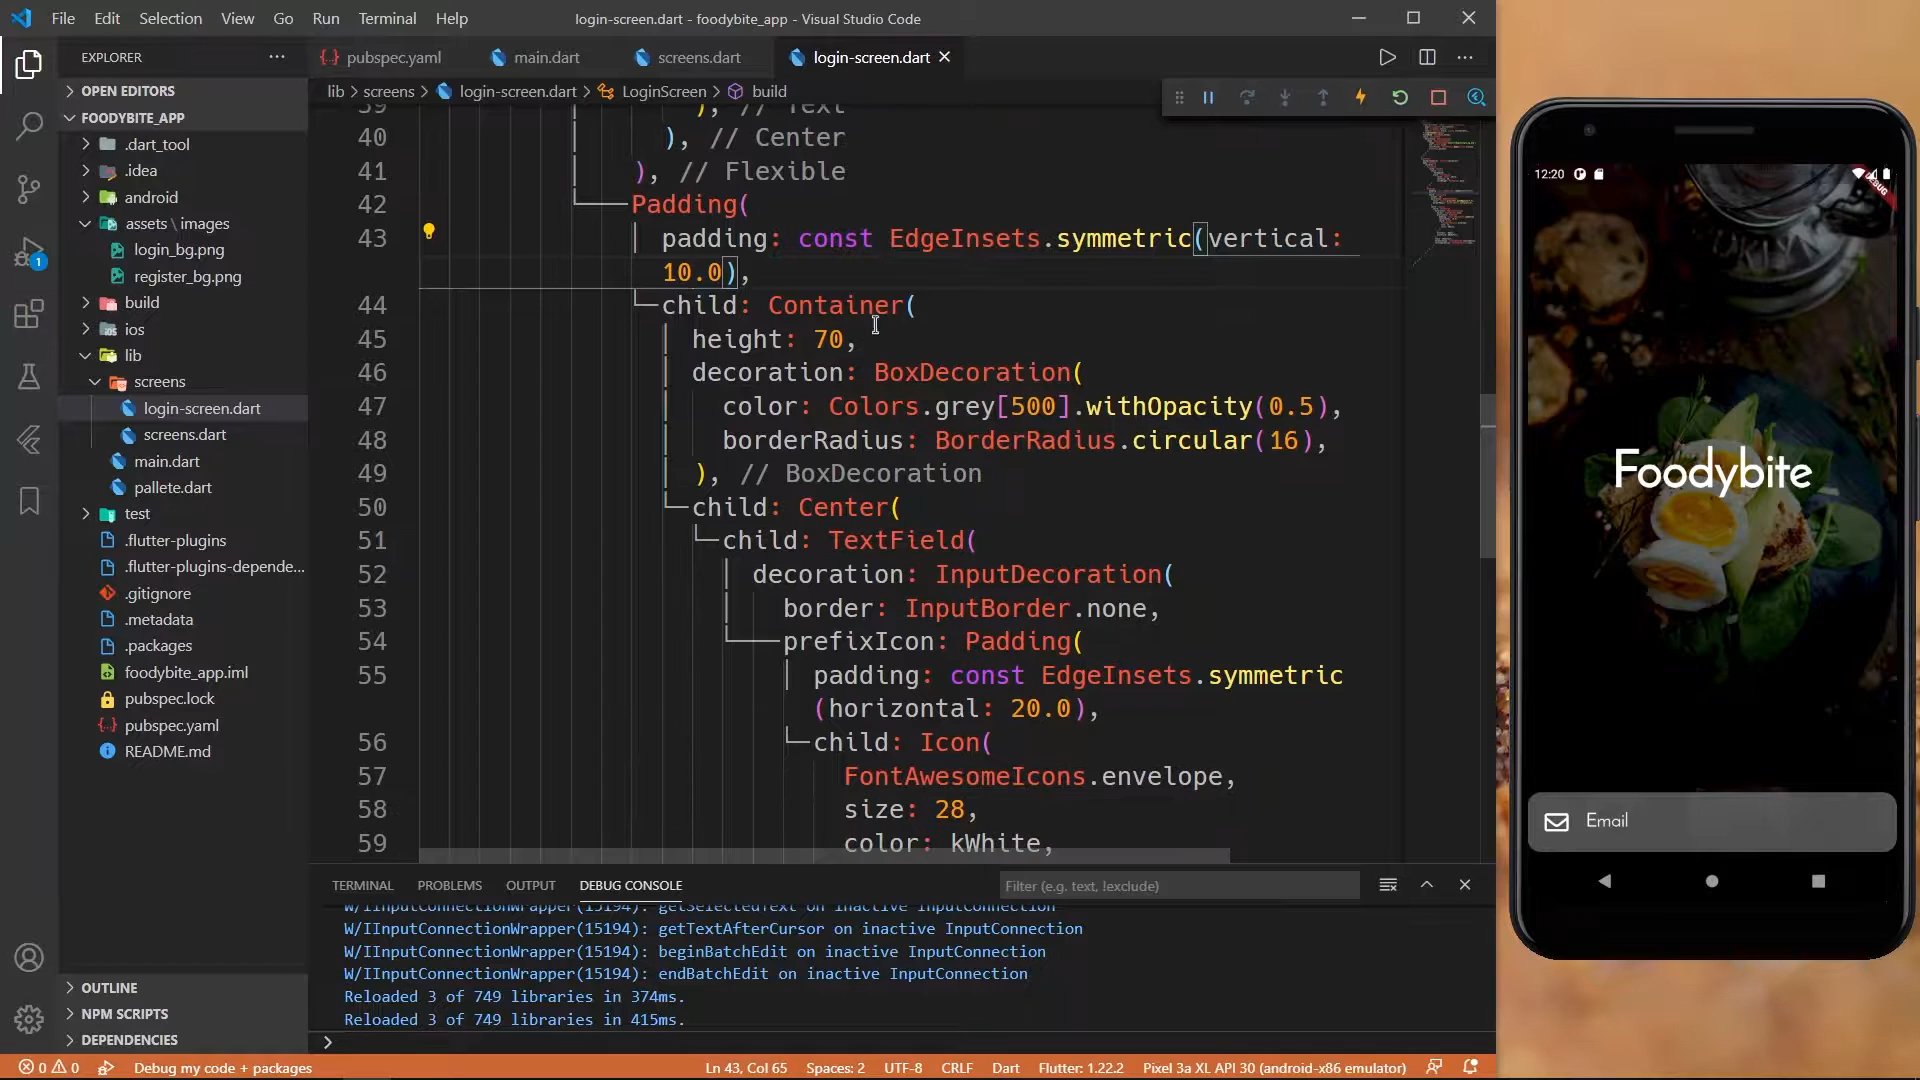 File Edit Selection View Go Run Terminal Help
login-screen.dart - foodybite_app - Visual Studio Code
EXPLORER
OPEN EDITORS
FOODYBITE_APP
.dart_tool
.idea
android
assets \ images
login_bg.png
register_bg.png
build
ios
lib
screens
login-screen.dart
screens.dart
main.dart
pallete.dart
test
.flutter-plugins
.flutter-plugins-depende...
.gitignore
.metadata
.packages
foodybite_app.iml
pubspec.lock
pubspec.yaml
README.md
OUTLINE
NPM SCRIPTS
DEPENDENCIES
1
pubspec.yaml main.dart screens.dart login-screen.dart
lib > screens > login-screen.dart > LoginScreen > build
39 ), // Text
40 ), // Center
41 ), // Flexible
42 Padding(
43 padding: const EdgeInsets.symmetric(vertical:
10.0),
44 child: Container(
45 height: 70,
46 decoration: BoxDecoration(
47 color: Colors.grey[500].withOpacity(0.5),
48 borderRadius: BorderRadius.circular(16),
49 ), // BoxDecoration
50 child: Center(
51 child: TextField(
52 decoration: InputDecoration(
53 border: InputBorder.none,
54 prefixIcon: Padding(
55 padding: const EdgeInsets.symmetric
(horizontal: 20.0),
56 child: Icon(
57 FontAwesomeIcons.envelope,
58 size: 28,
59 color: kWhite,
TERMINAL PROBLEMS OUTPUT DEBUG CONSOLE
Filter (e.g. text, !exclude)
W/IInputConnectionWrapper(15194): getSelectedText on inactive InputConnection
W/IInputConnectionWrapper(15194): getTextAfterCursor on inactive InputConnection
W/IInputConnectionWrapper(15194): beginBatchEdit on inactive InputConnection
W/IInputConnectionWrapper(15194): endBatchEdit on inactive InputConnection
Reloaded 3 of 749 libraries in 374ms.
Reloaded 3 of 749 libraries in 415ms.
>
0 0 Debug my code + packages
Ln 43, Col 65 Spaces: 2 UTF-8 CRLF Dart Flutter: 1.22.2 Pixel 3a XL API 30 (android-x86 emulator)
12:20
DEBUG
Foodybite
Email